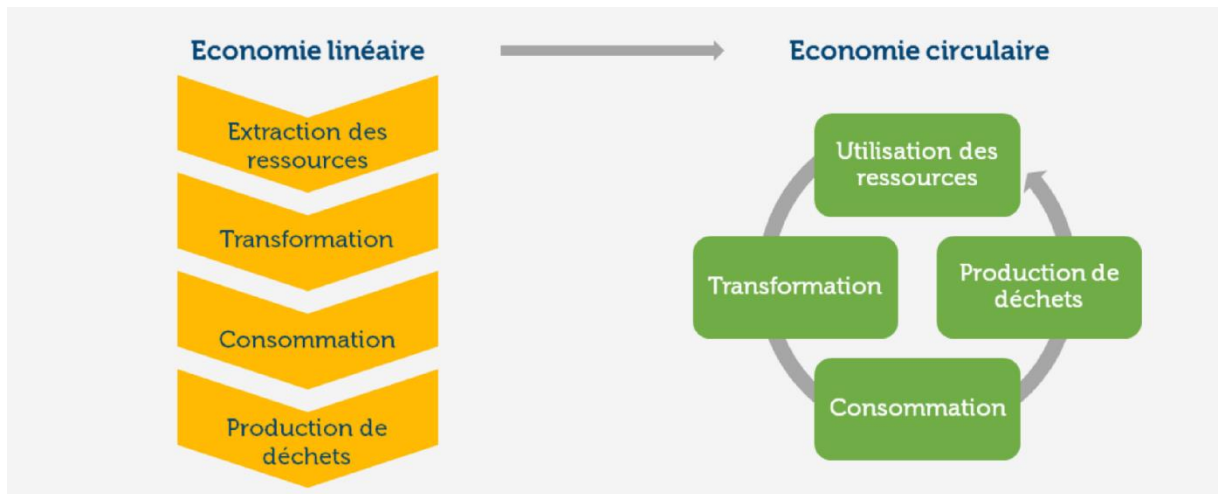 Economie linéaire
Extraction des
ressources
Transformation
Consommation
Production de
déchets
Economie circulaire
Utilisation des
ressources
Transformation
Production de
déchets
Consommation